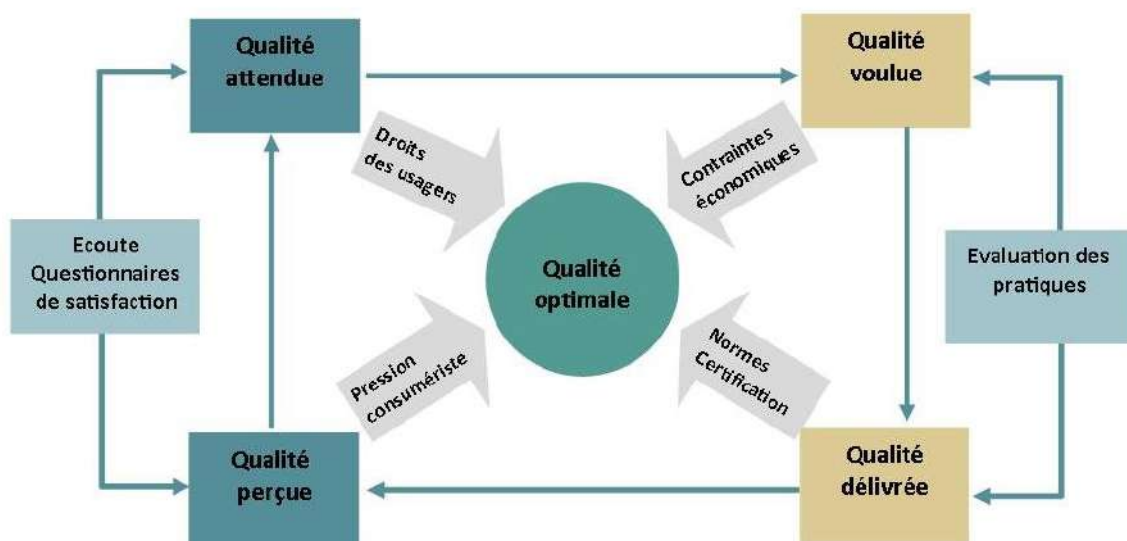 Qualité
attendue
Qualité
voulue
Droits
des usagers
Contraintes
économiques
Ecoute
Questionnaires
de satisfaction
Qualité
optimale
Evaluation des
pratiques
Pression
consumériste
Normes
Certification
Qualité
perçue
Qualité
délivrée